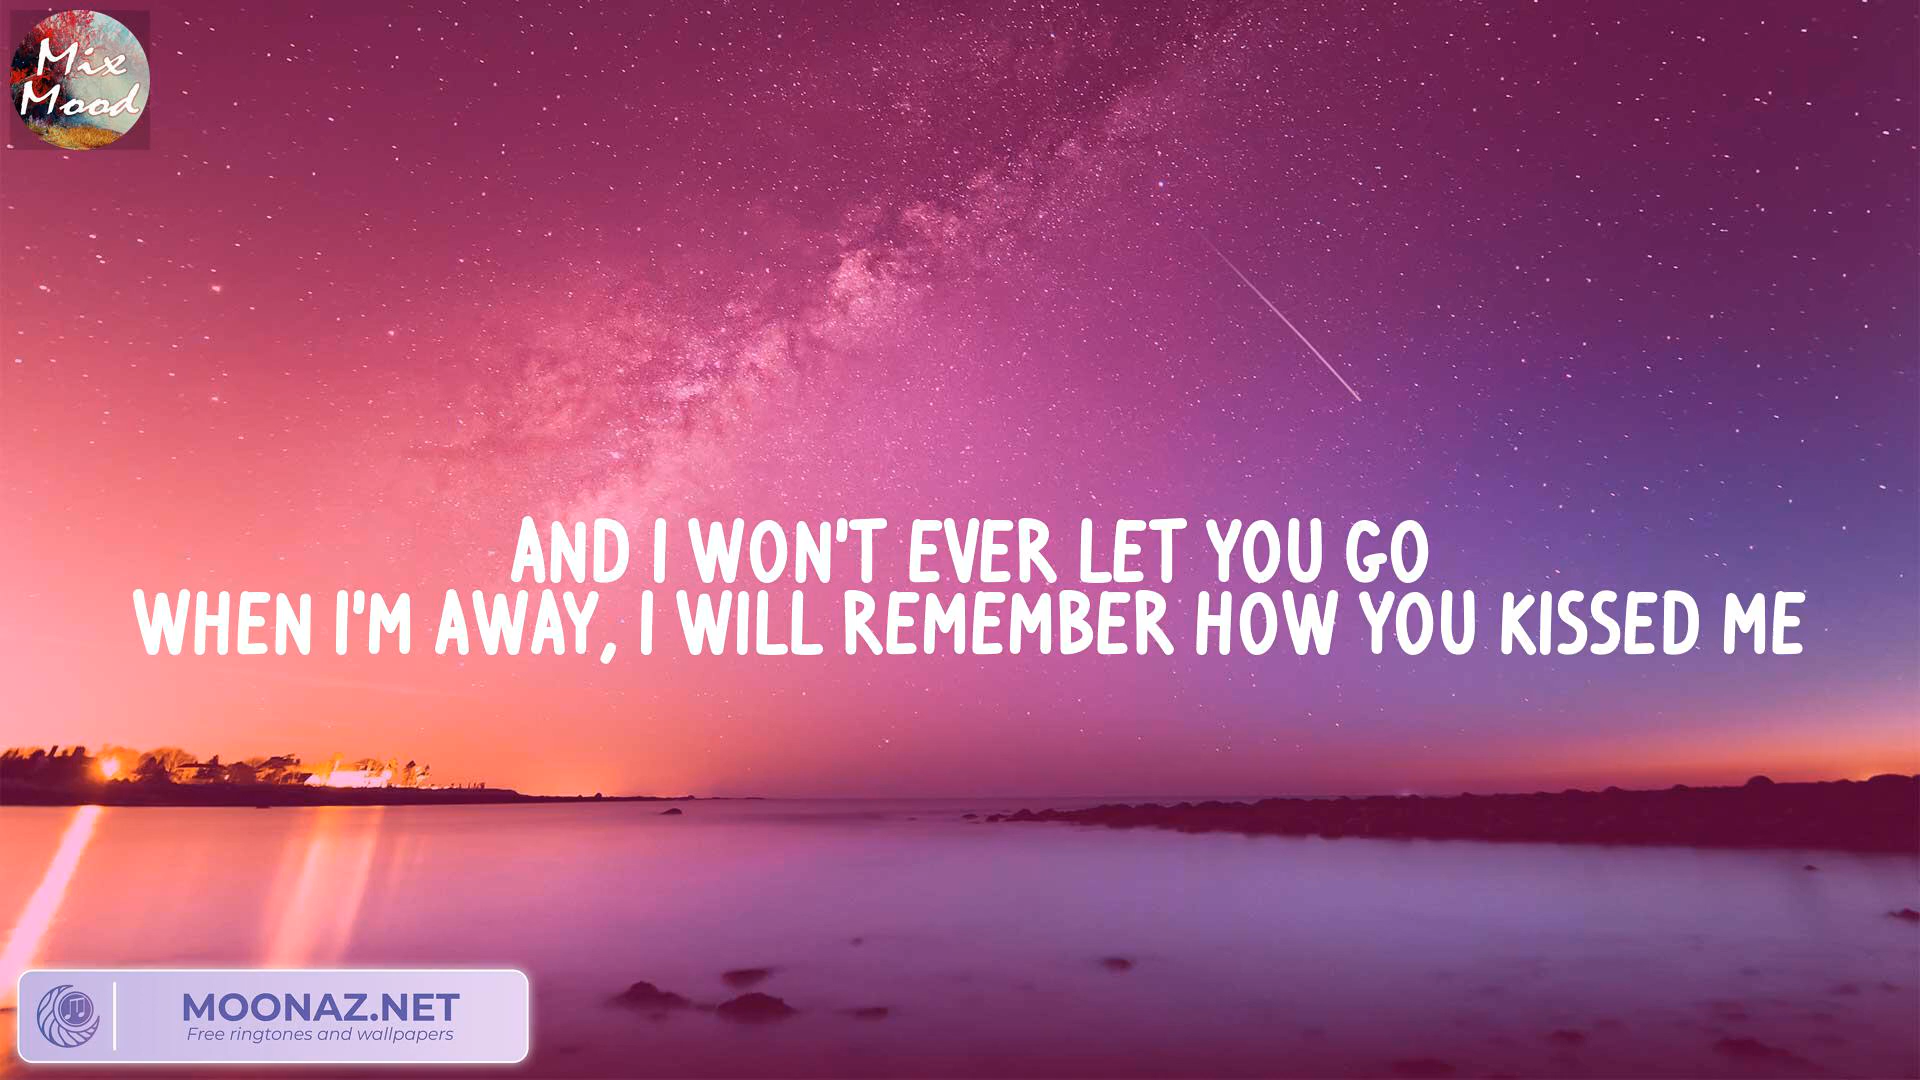 Mix
Mood
AND I WON'T EVER LET YOU GO
WHEN I'M AWAY, I WILL REMEMBER HOW YOU KISSED ME
MOONAZ.NET
Free ringtones and wallpapers